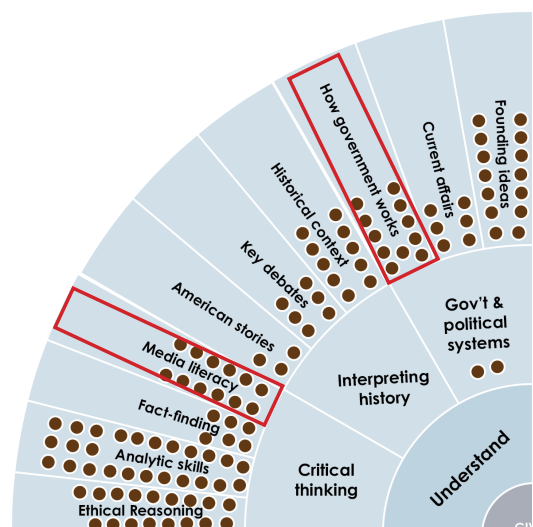 Founding ideas
Current affairs
How government works
Historical context
Key debates
American stories
Media literacy
Fact-finding
Analytic skills
Ethical Reasoning
Gov't &
political
systems
Interpreting
history
Critical
thinking
Understand